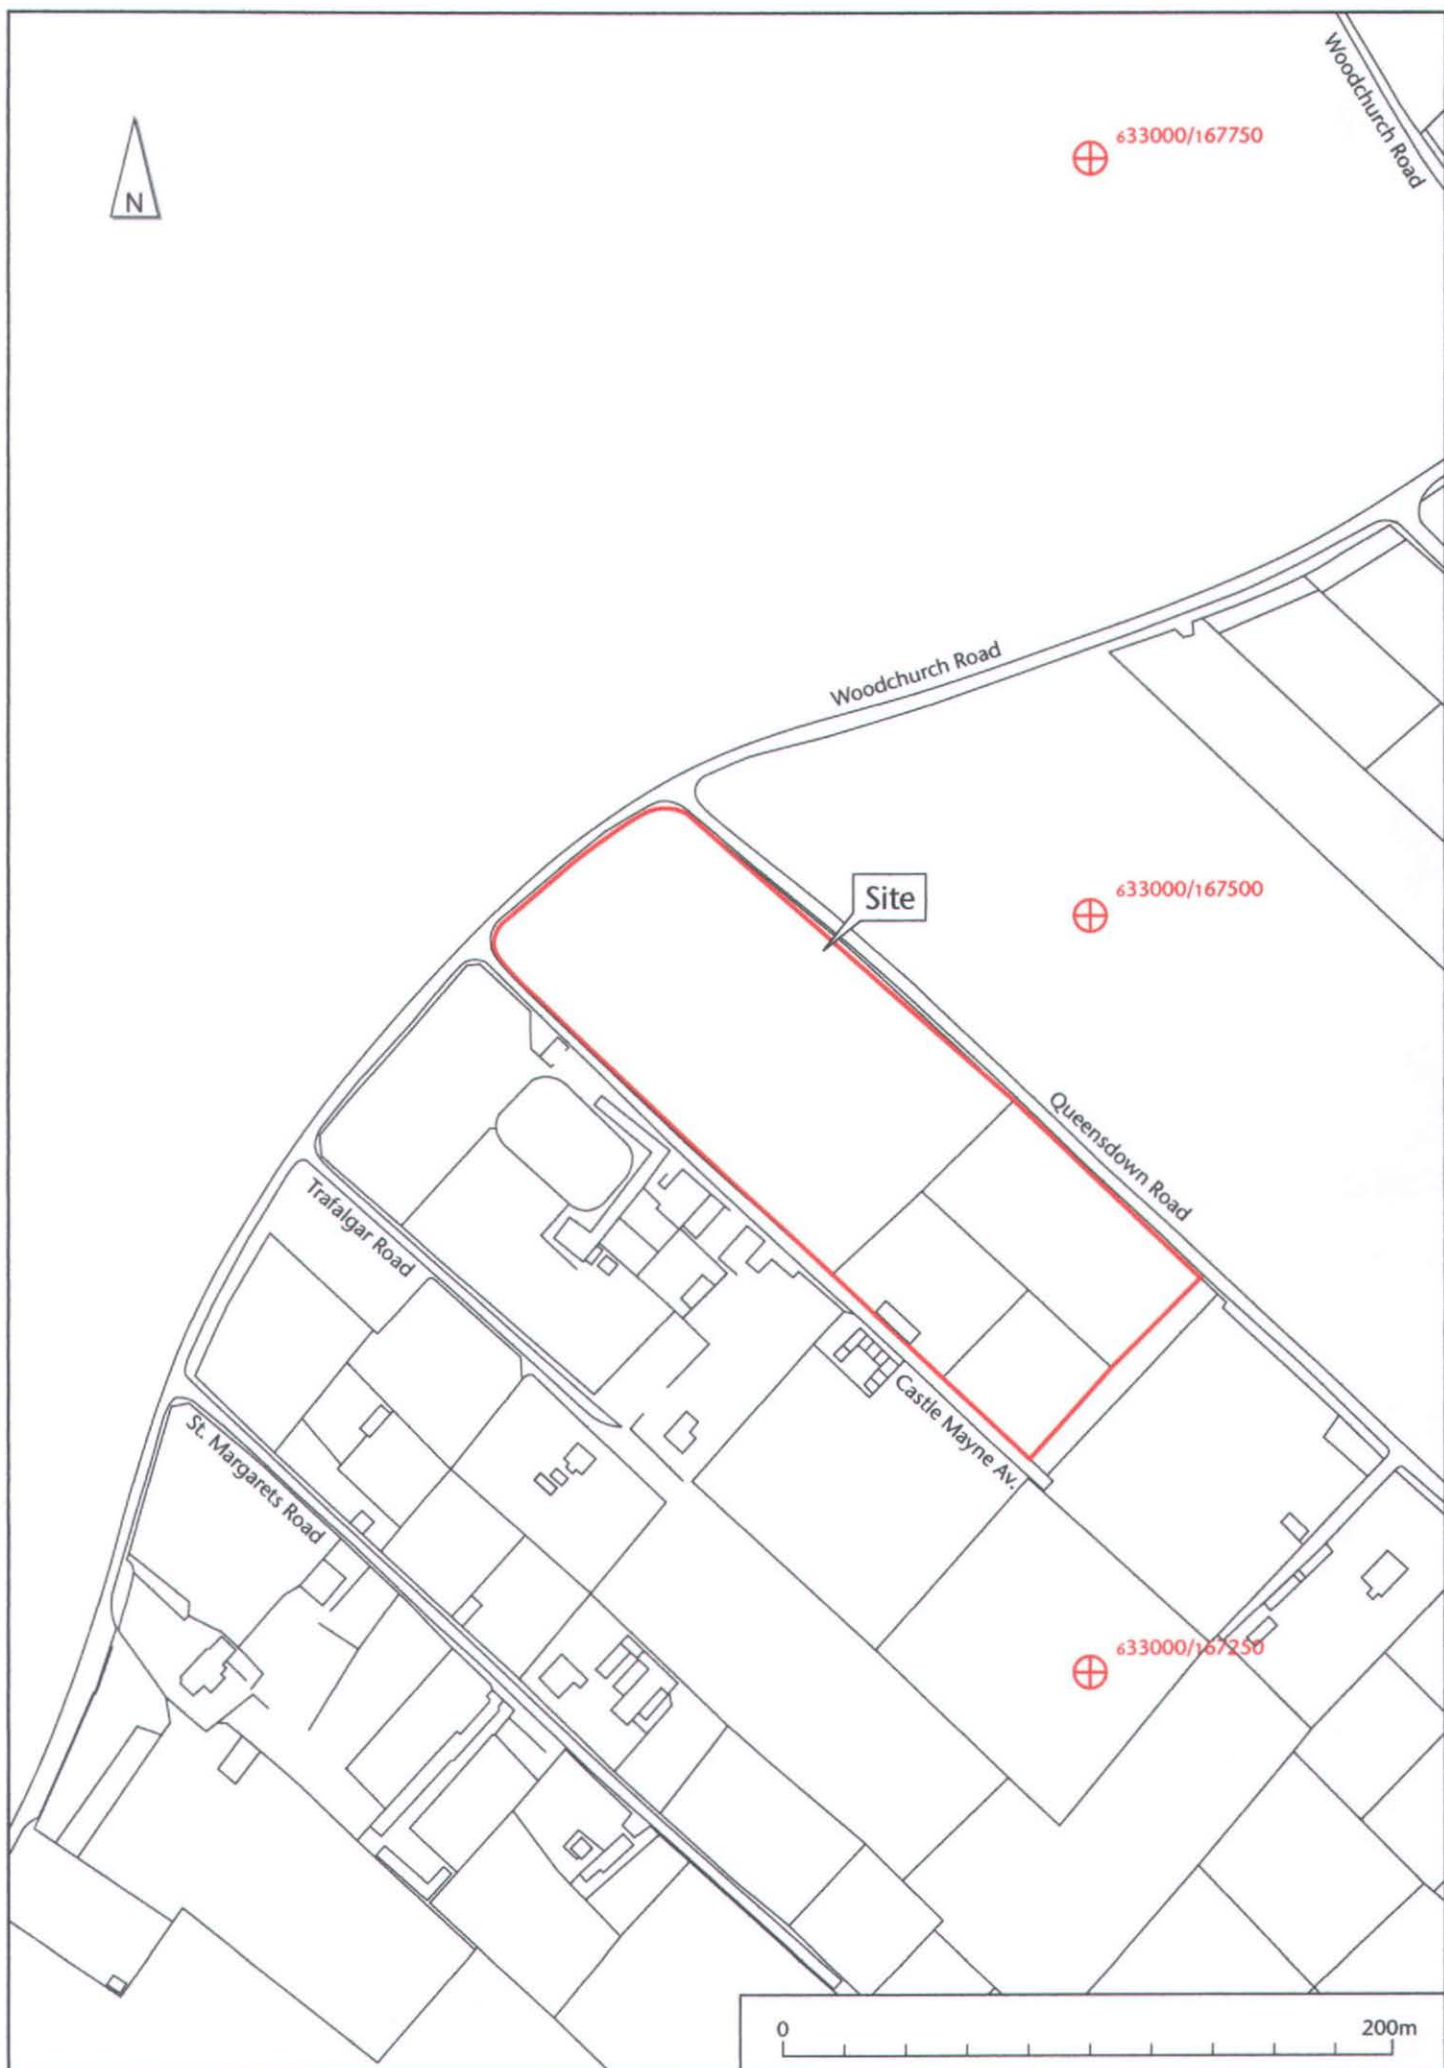 Woodchurch Road
633000/167750
N
Woodchurch Road
Site
633000/167500
Queensdown Road
Trafalgar Road
Castle Mayne Av.
St. Margarets Road
633000/167250
0
200m